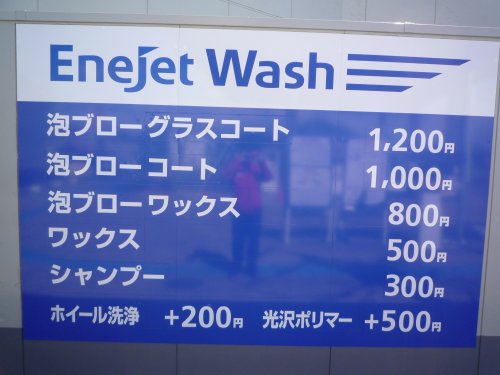 Enejet Wash
泡ブローグラスコート 1,200円
泡ブローコート 1,000円
泡ブローワックス 800円
ワックス 500円
シャンプー 300円
ホイール洗浄 +200円 光沢ポリマー +500円